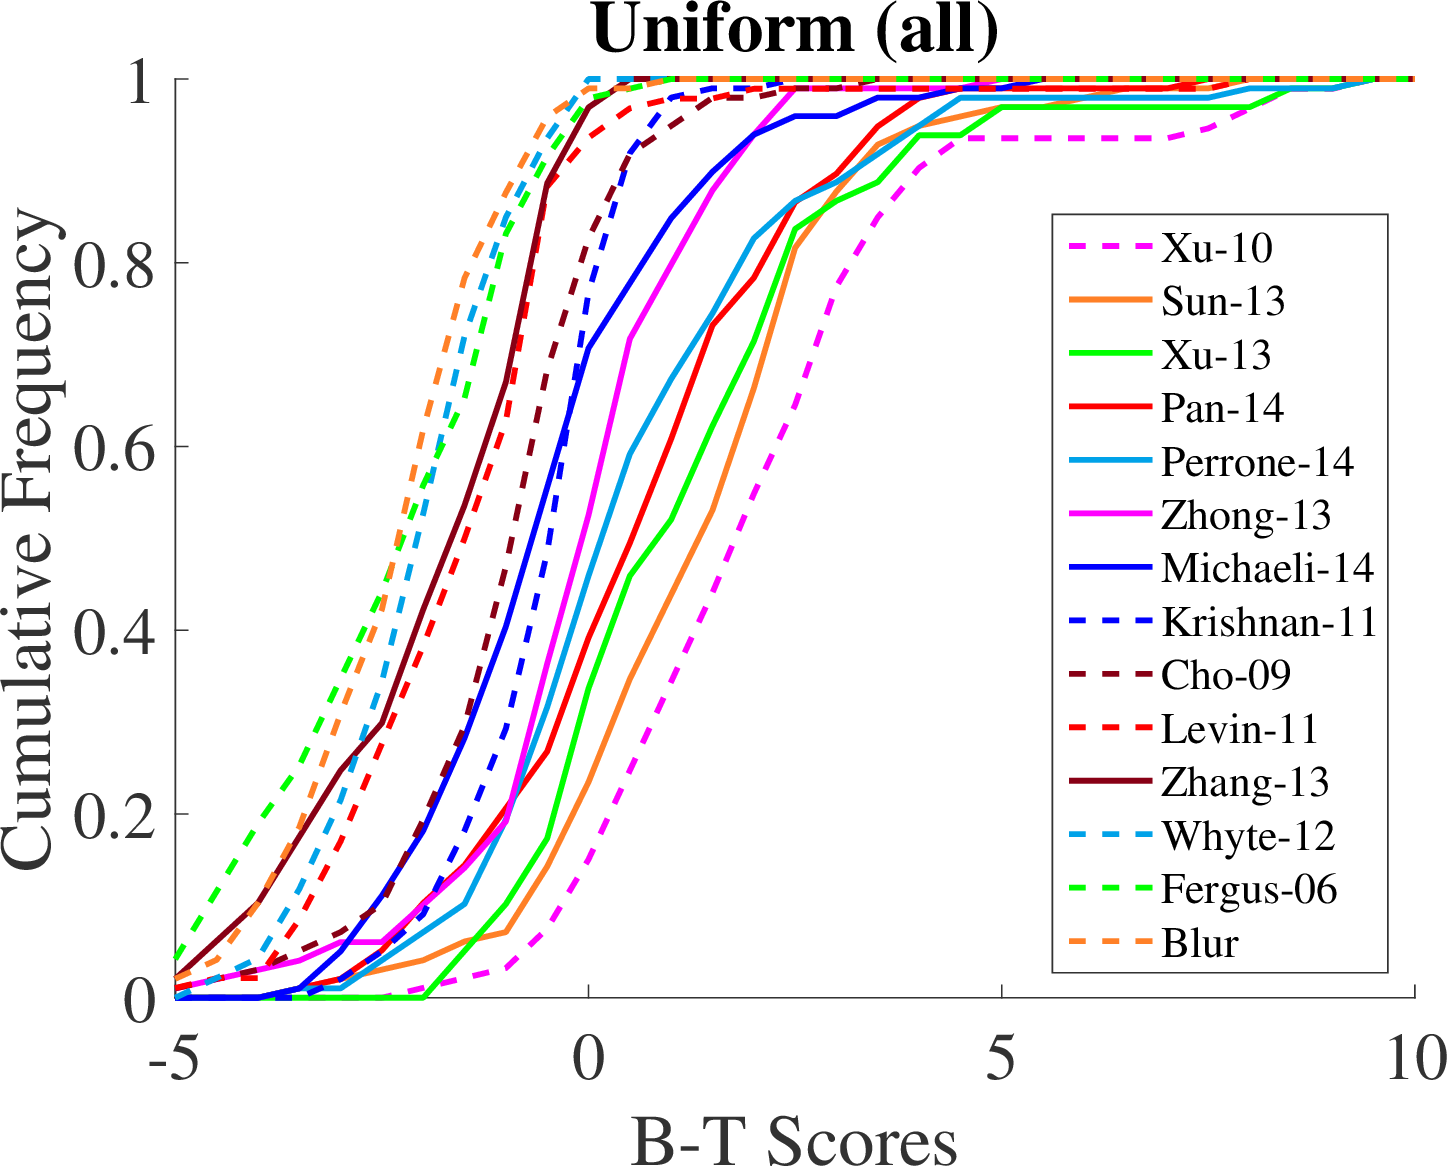 Uniform (all)
1
0.8
0.6
0.4
0.2
0
Cumulative Frequency
-5
0
5
10
B-T Scores
Xu-10
Sun-13
Xu-13
Pan-14
Perrone-14
Zhong-13
Michaeli-14
Krishnan-11
Cho-09
Levin-11
Zhang-13
Whyte-12
Fergus-06
Blur